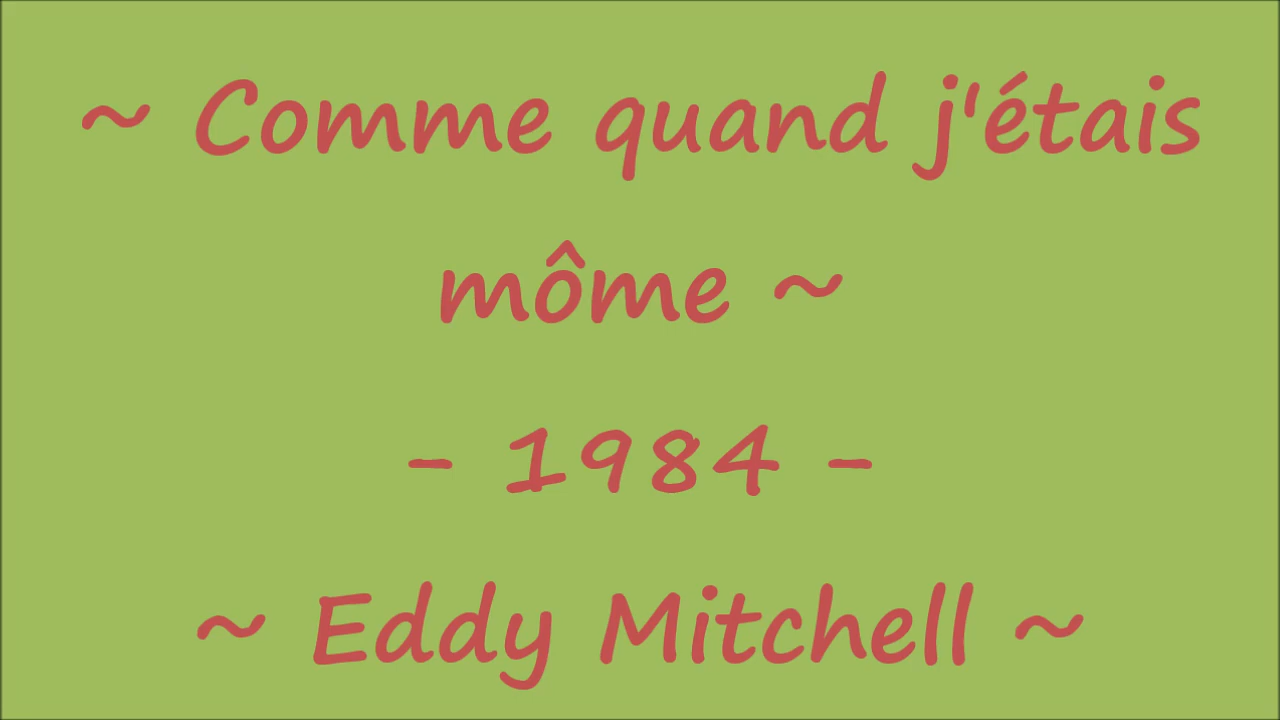 ~ Comme quand j'étais
môme ~
- 1984 -
~ Eddy Mitchell ~